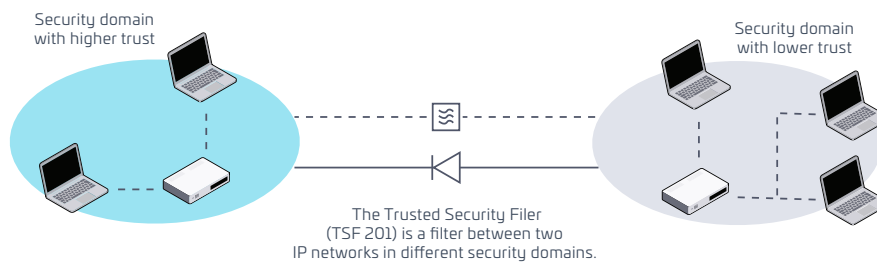 Security domain
with higher trust
Security domain
with lower trust
The Trusted Security Filer
(TSF 201) is a filter between two
IP networks in different security domains.